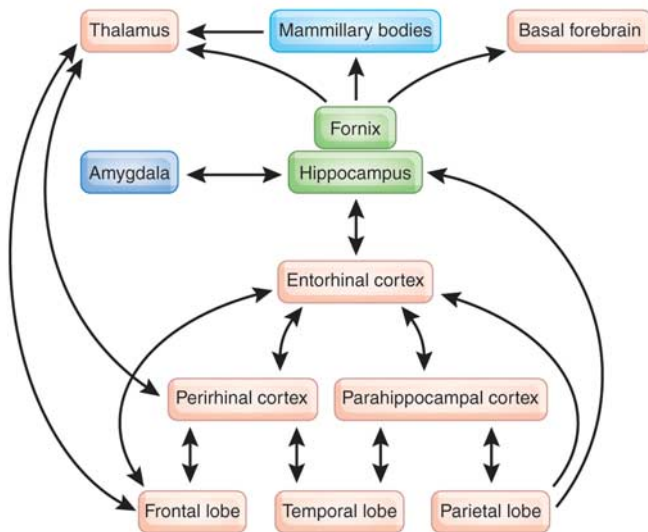 Thalamus
Mammillary bodies
Basal forebrain
Fornix
Amygdala
Hippocampus
Entorhinal cortex
Perirhinal cortex
Parahippocampal cortex
Frontal lobe
Temporal lobe
Parietal lobe